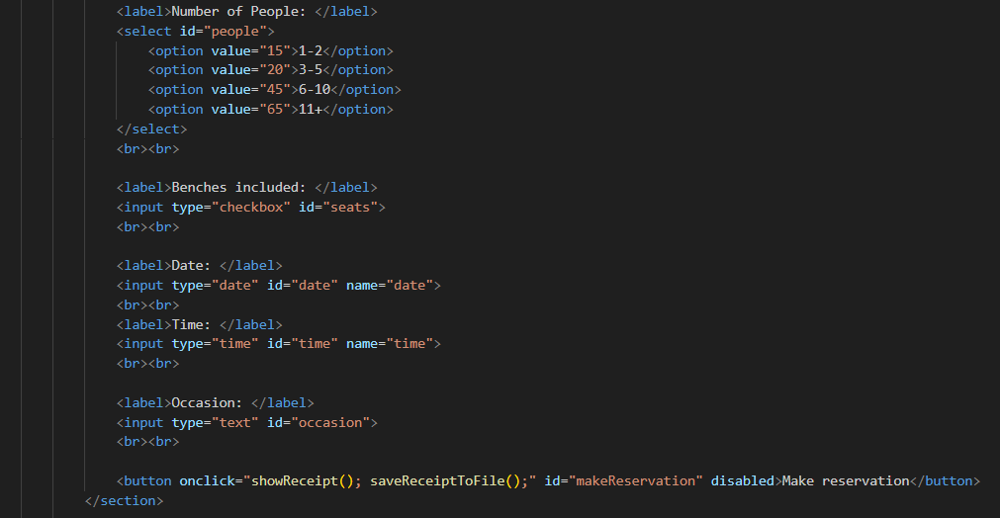 <label>Number of People: </label>
<select id="people">
<option value="15">1-2</option>
<option value="20">3-5</option>
<option value="45">6-10</option>
<option value="65">11+</option>
</select>
<br><br>
<label>Benches included: </label>
<input type="checkbox" id="seats">
<br><br>
<label>Date: </label>
<input type="date" id="date" name="date">
<br><br>
<label>Time: </label>
<input type="time" id="time" name="time">
<br><br>
<label>Occasion: </label>
<input type="text" id="occasion">
<br><br>
<button onclick="showReceipt(); saveReceiptToFile();" id="makeReservation" disabled>Make reservation</button>
</section>